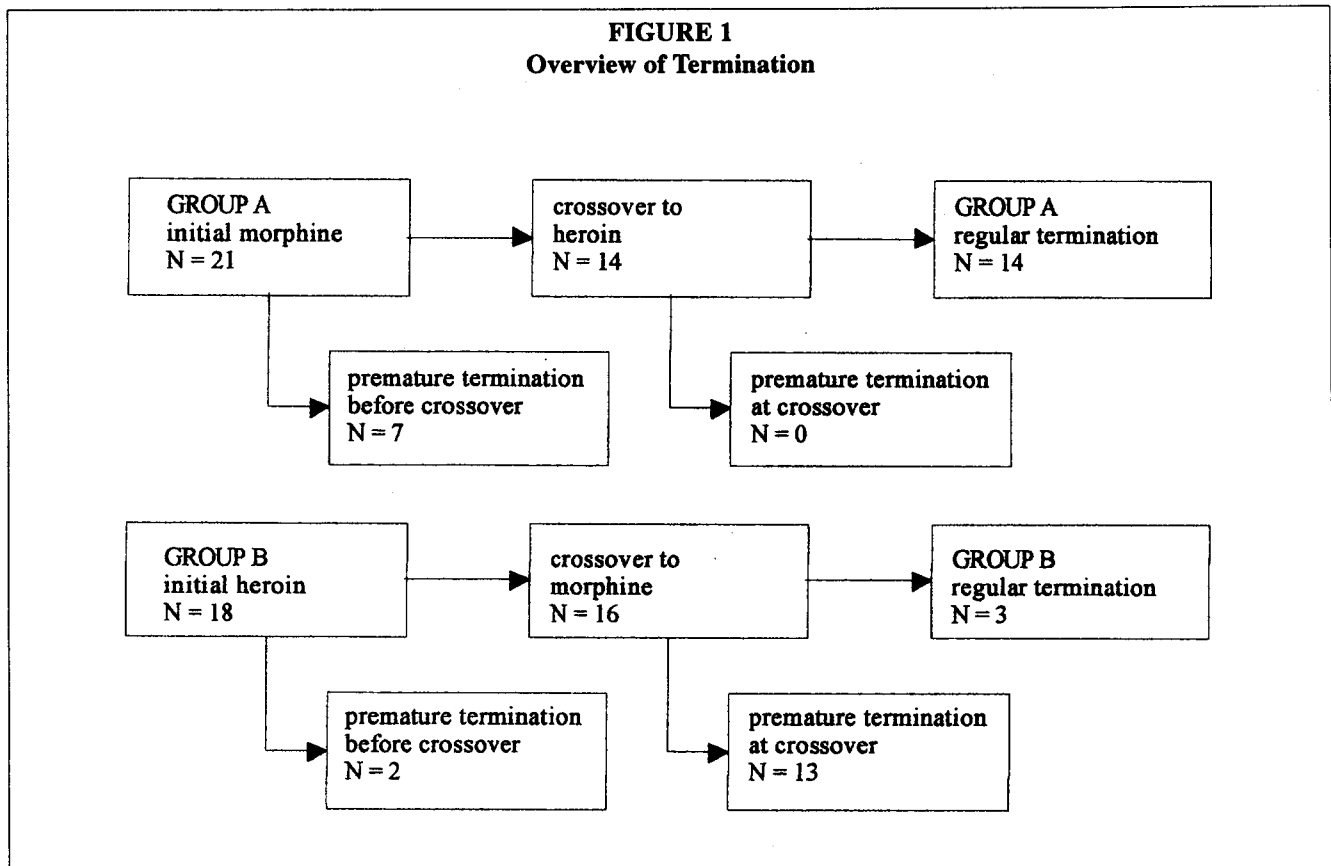 FIGURE 1
Overview of Termination
GROUP A
initial morphine
N = 21
crossover to
heroin
N = 14
GROUP A
regular termination
N = 14
premature termination
before crossover
N = 7
premature termination
at crossover
N = 0
GROUP B
initial heroin
N = 18
crossover to
morphine
N = 16
GROUP B
regular termination
N = 3
premature termination
before crossover
N = 2
premature termination
at crossover
N = 13